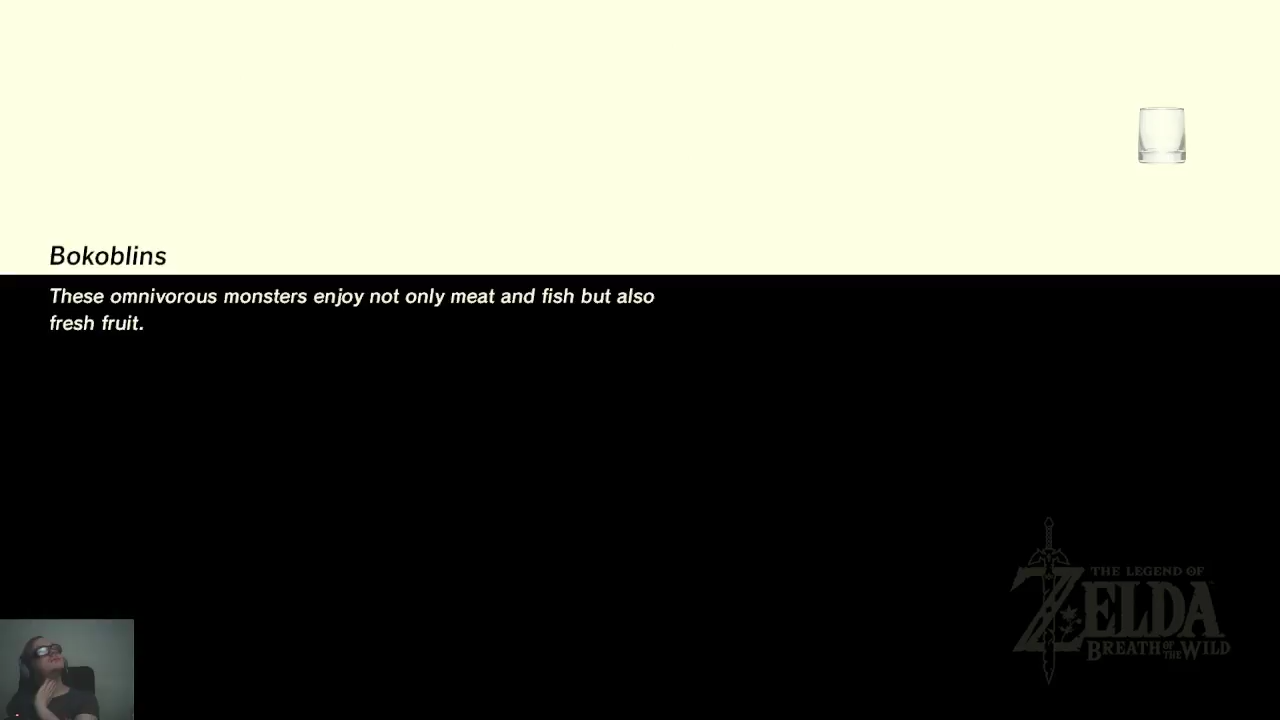 Bokoblins
These omnivorous monsters enjoy not only meat and fish but also
fresh fruit.
THE LEGEND OF
ZELDA
BREATH OF THE WILD